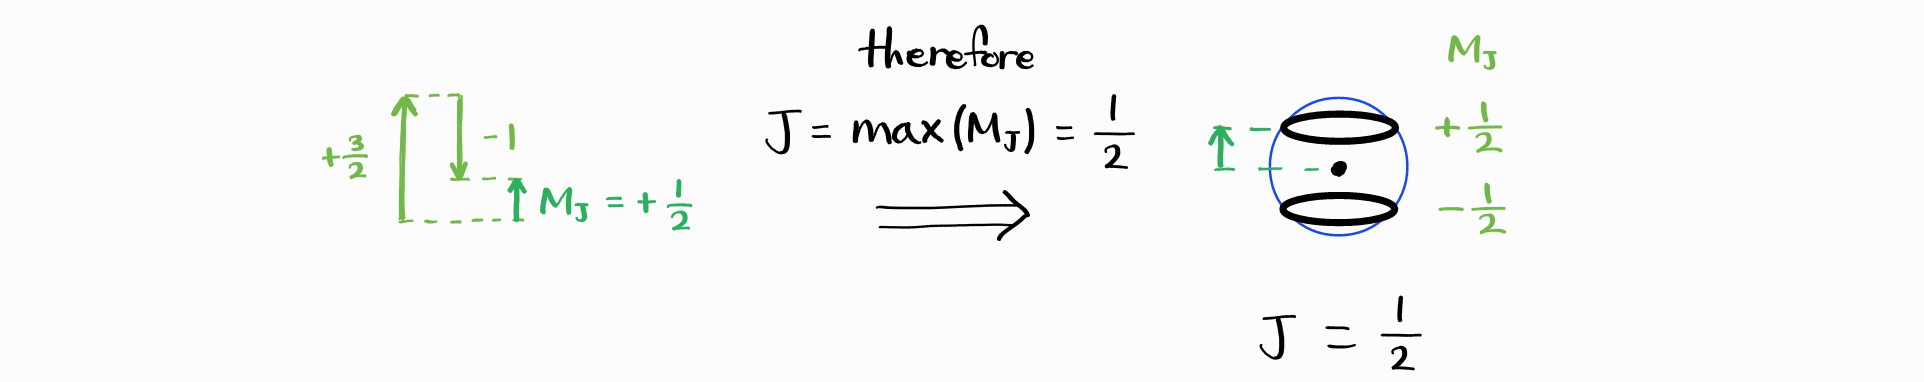 therefore
M_J
+3/2
-1
M_J = +1/2
J = max(M_J) = 1/2
+1/2
-1/2
J = 1/2